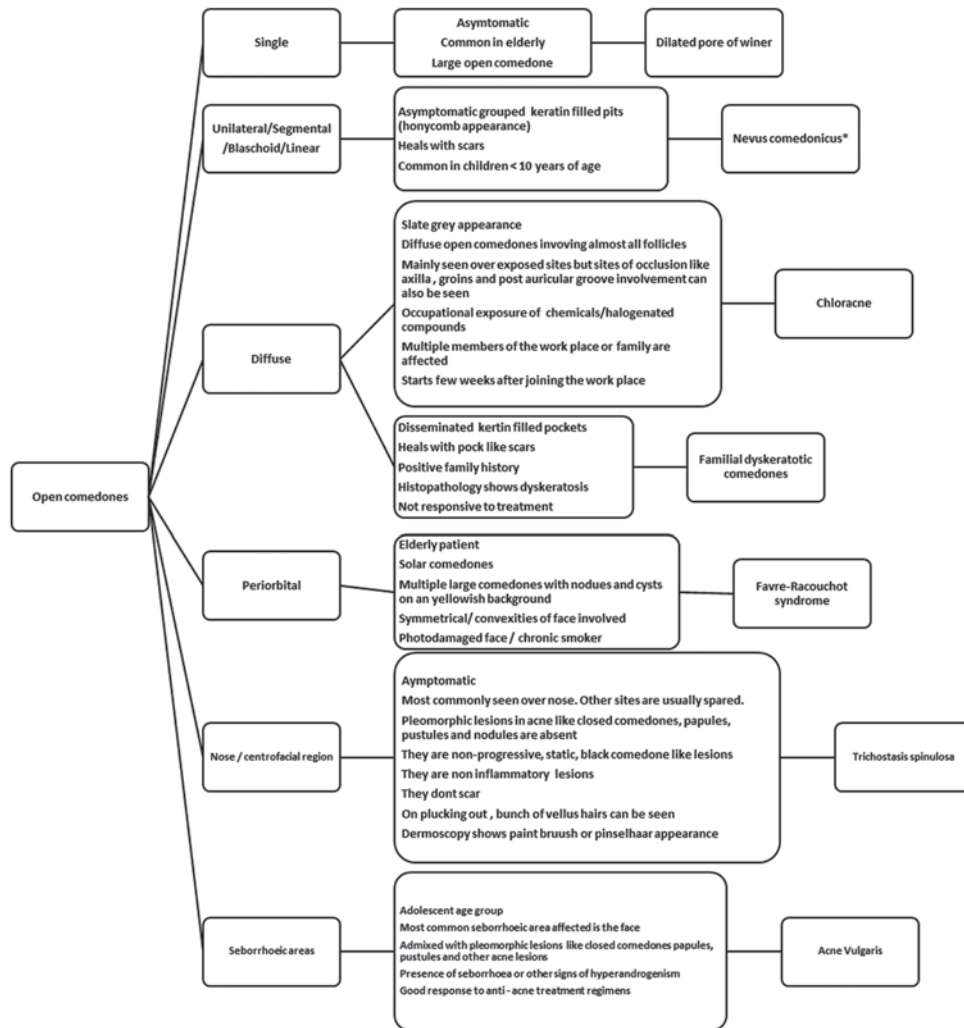 Single
Asymtomatic
Common in elderly
Large open comedone
Dilated pore of winer
Unilateral/Segmental
/Blaschoid/Linear
Asymptomatic grouped keratin filled pits
(honycomb appearance)
Heals with scars
Common in children < 10 years of age
Nevus comedonicus*
Slate grey appearance
Diffuse open comedones invoving almost all follicles
Mainly seen over exposed sites but sites of occlusion like
axilla , groins and post auricular groove involvement can
also be seen
Occupational exposure of chemicals/halogenated
compounds
Multiple members of the work place or family are
affected
Starts few weeks after joining the work place
Chloracne
Diffuse
Disseminated kertin filled pockets
Heals with pock like scars
Positive family history
Histopathology shows dyskeratosis
Not responsive to treatment
Familial dyskeratotic
comedones
Open comedones
Periorbital
Elderly patient
Solar comedones
Multiple large comedones with nodues and cysts
on an yellowish background
Symmetrical/ convexities of face involved
Photodamaged face / chronic smoker
Favre-Racouchot
syndrome
Nose / centrofacial region
Aymptomatic
Most commonly seen over nose. Other sites are usually spared.
Pleomorphic lesions in acne like closed comedones, papules,
pustules and nodules are absent
They are non-progressive, static, black comedone like lesions
They are non inflammatory lesions
They dont scar
On plucking out , bunch of vellus hairs can be seen
Dermoscopy shows paint bruush or pinselhaar appearance
Trichostasis spinulosa
Seborrhoeic areas
Adolescent age group
Most common seborrhoeic area affected is the face
Admixed with pleomorphic lesions like closed comedones papules,
pustules and other acne lesions
Presence of seborrhoea or other signs of hyperandrogenism
Good response to anti - acne treatment regimens
Acne Vulgaris